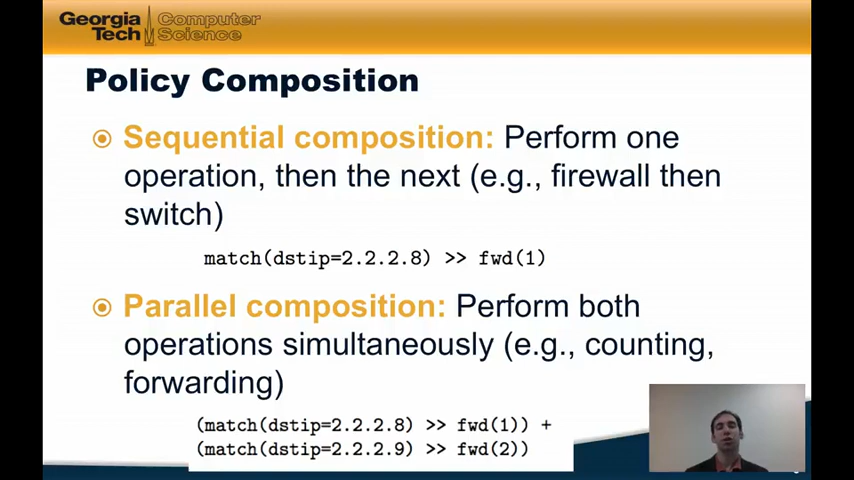 Georgia Computer
Tech Science
Policy Composition
Sequential composition: Perform one
operation, then the next (e.g., firewall then
switch)
match(dstip=2.2.2.8) >> fwd(1)
Parallel composition: Perform both
operations simultaneously (e.g., counting,
forwarding)
(match(dstip=2.2.2.8) >> fwd(1)) +
(match(dstip=2.2.2.9) >> fwd(2))